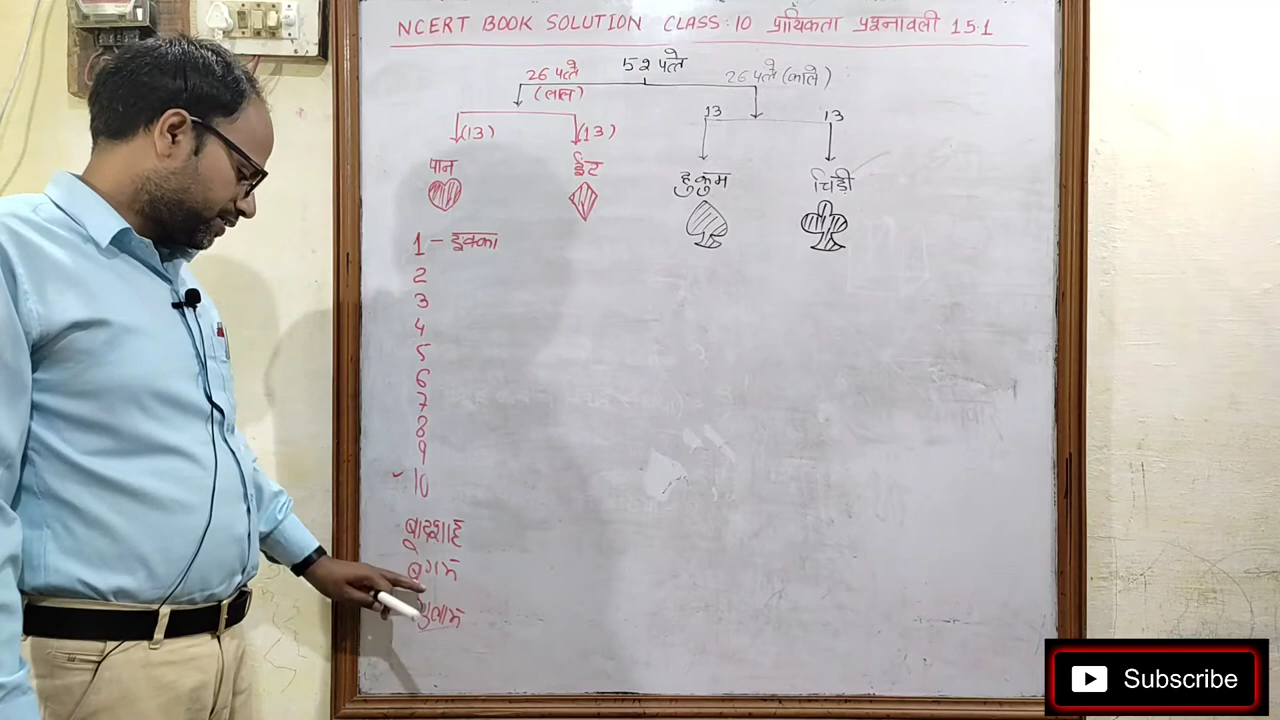 NCERT BOOK SOLUTION CLASS:10 प्रायिकता प्रश्नावली 15.1
52 पत्ते
26 पत्ते (लाल)
26 पत्ते (काले)
(13) (13) 13 13
पान ईट हुकुम चिड़ी
1 - इक्का
2
3
4
5
6
7
8
9
10
बादशाह
बेगम
गुलाम
Subscribe